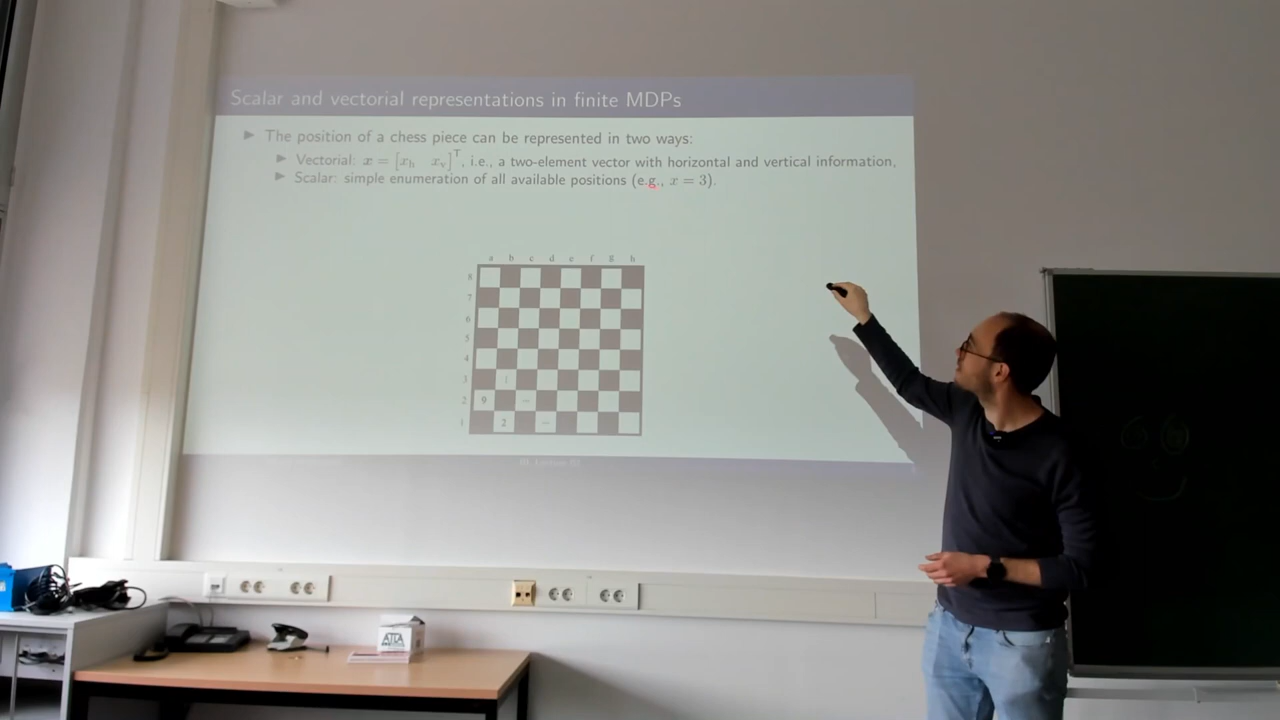 Scalar and vectorial representations in finite MDPs
The position of a chess piece can be represented in two ways:
Vectorial: x = [x_h x_v]^T, i.e., a two-element vector with horizontal and vertical information,
Scalar: simple enumeration of all available positions (e.g., x = 3).
a b c d e f g h
8
7
6
5
4
3
2 9
1 2
ATLA